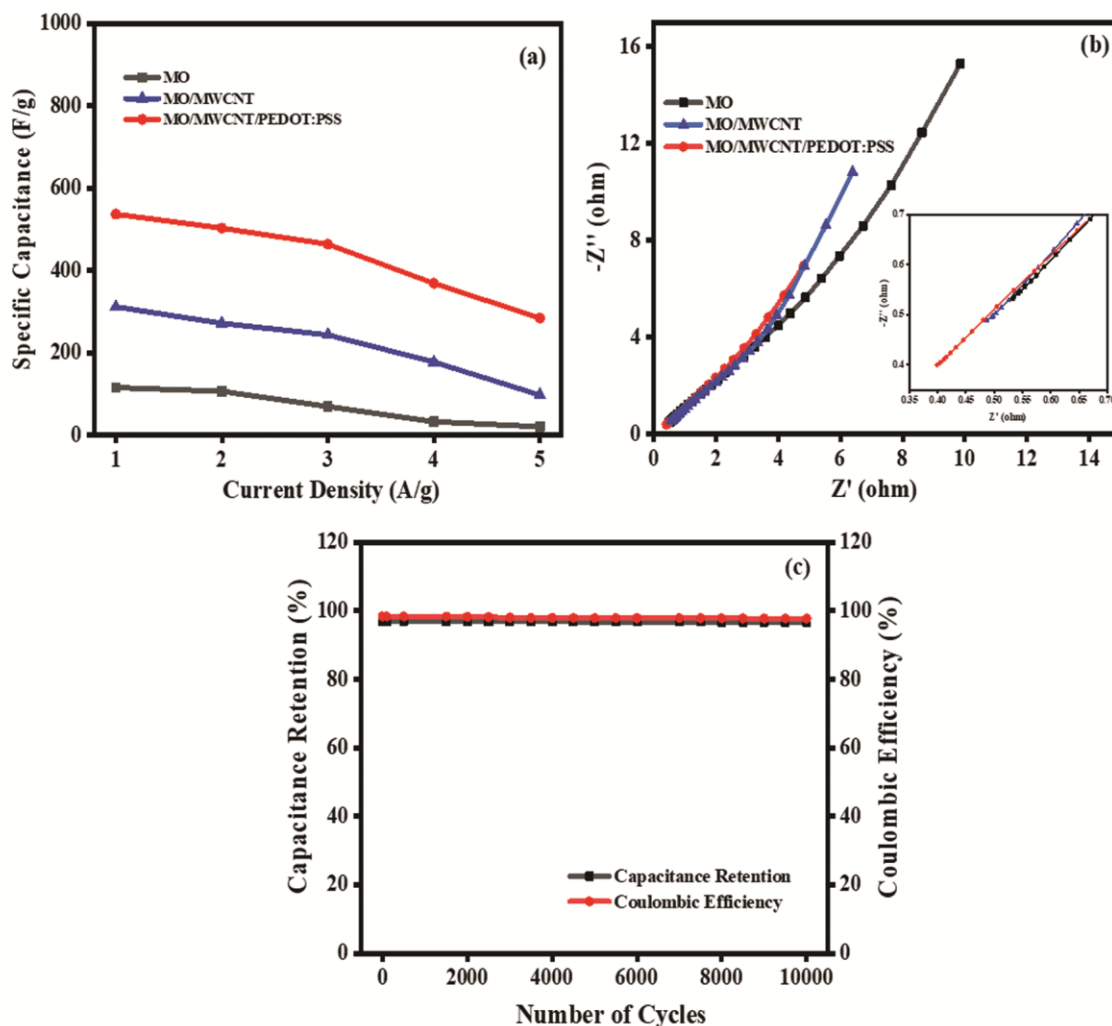 (a)
MO
MO/MWCNT
MO/MWCNT/PEDOT:PSS
Specific Capacitance (F/g)
1000
800
600
400
200
0
1 2 3 4 5
Current Density (A/g)
(b)
MO
MO/MWCNT
MO/MWCNT/PEDOT:PSS
-Z'' (ohm)
16
12
8
4
0
0 2 4 6 8 10 12 14
Z' (ohm)
-Z'' (ohm)
0.7
0.6
0.5
0.4
0.35 0.40 0.45 0.50 0.55 0.60 0.65 0.70
Z' (ohm)
(c)
Capacitance Retention (%)
120
100
80
60
40
20
0
Capacitance Retention
Coulombic Efficiency
0 2000 4000 6000 8000 10000
Number of Cycles
120
100
80
60
40
20
0
Coulombic Efficiency (%)